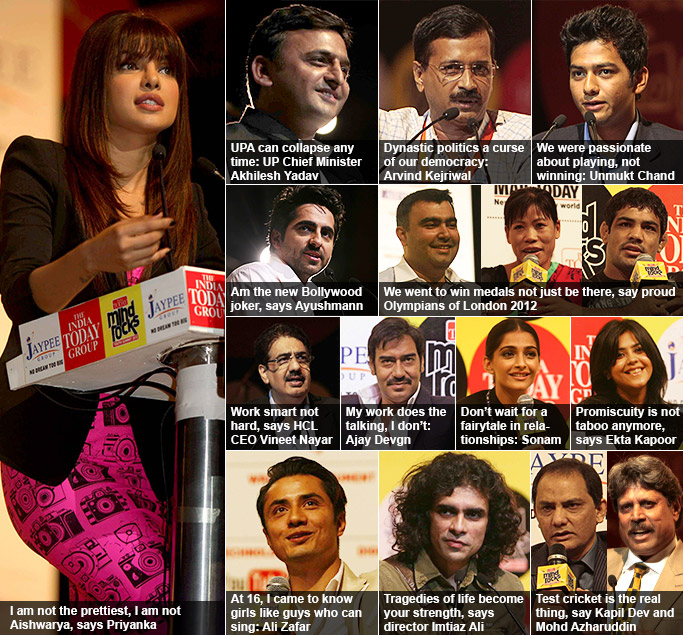 THE
INDIA
TODAY
GROUP
JAYPEE
GROUP
NO DREAM TOO BIG
THE
INDIA
TODAY
GROUP
mind
rocks
JAYPEE
GROUP
NO DREAM TOO BIG
I am not the prettiest, I am not
Aishwarya, says Priyanka
UPA can collapse any
time: UP Chief Minister
Akhilesh Yadav
Dynastic politics a curse
of our democracy:
Arvind Kejriwal
We were passionate
about playing, not
winning: Unmukt Chand
Am the new Bollywood
joker, says Ayushmann
MAIL TODAY
We went to win medals not just be there, say proud
Olympians of London 2012
Work smart not
hard, says HCL
CEO Vineet Nayar
My work does the
talking, I don't:
Ajay Devgn
Don't wait for a
fairytale in rela-
tionships: Sonam
Promiscuity is not
taboo anymore,
says Ekta Kapoor
At 16, I came to know
girls like guys who can
sing: Ali Zafar
Tragedies of life become
your strength, says
director Imtiaz Ali
JAYPEE
Test cricket is the real
thing, say Kapil Dev and
Mohd Azharuddin